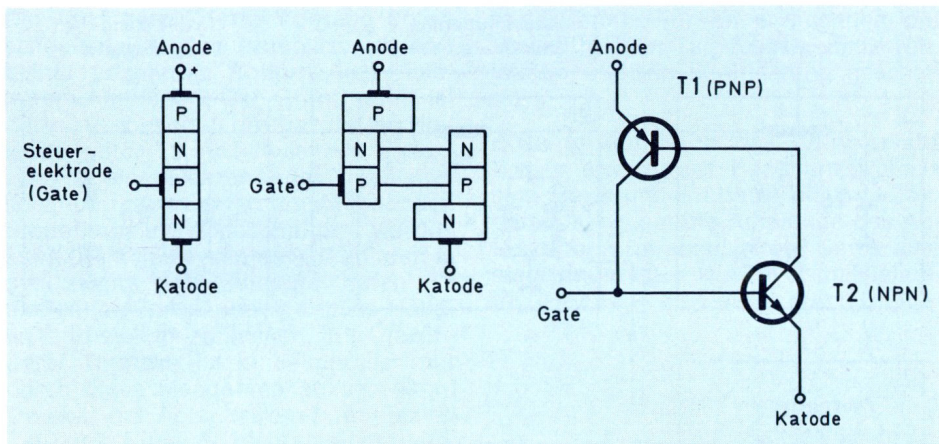 Anode
+
P
N
P
N
Steuer-
elektrode
(Gate)
Katode
Anode
P
N
N
P
P
N
Gate
Katode
Anode
T1 (PNP)
Gate
T2 (NPN)
Katode